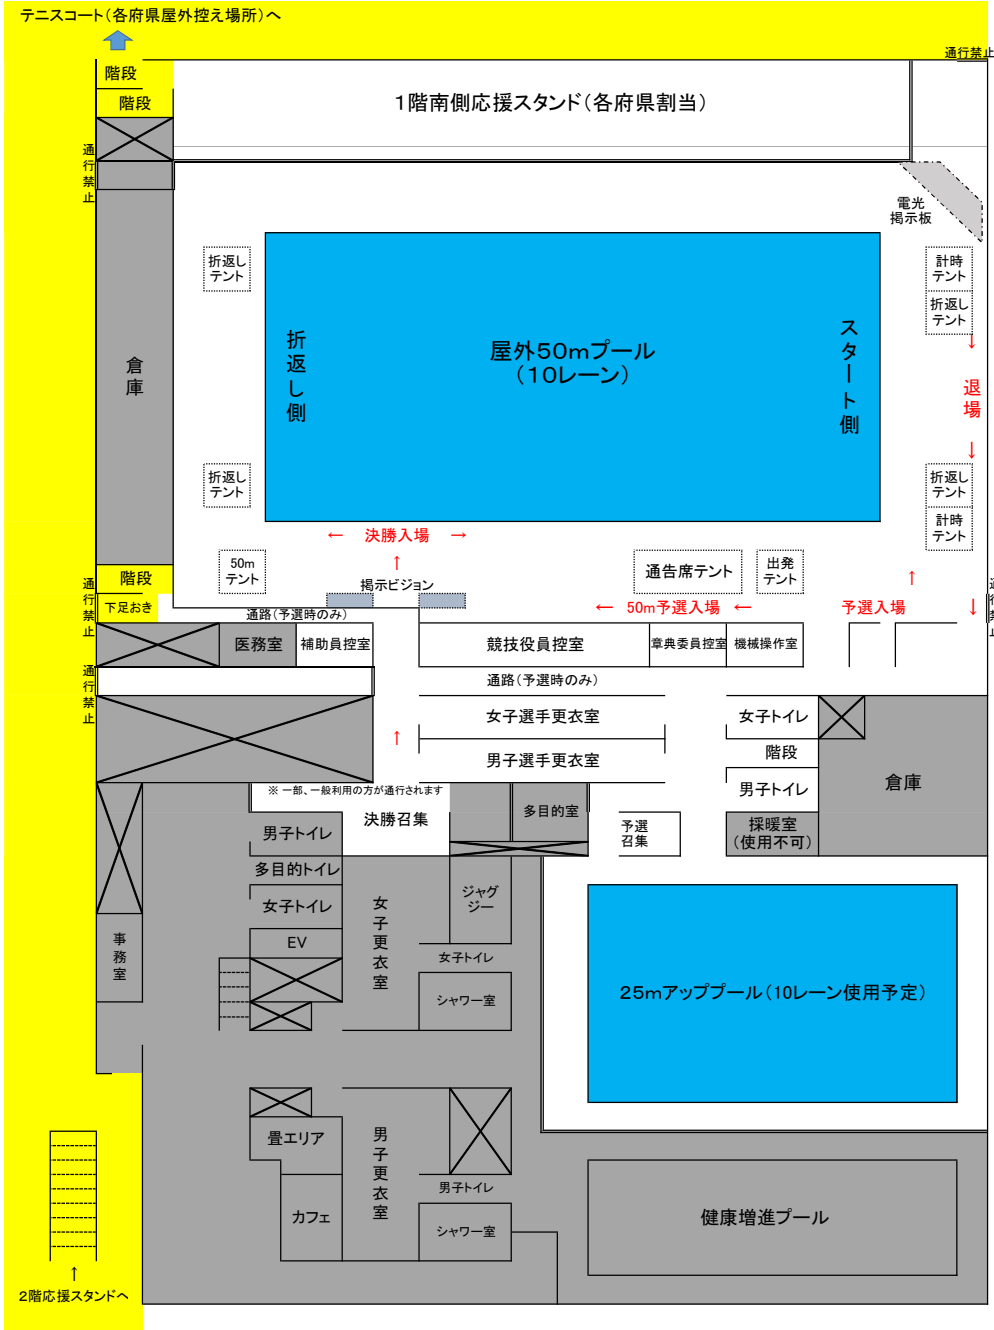 テニスコート（各府県屋外控え場所）へ
通行禁止
階段
階段
１階南側応援スタンド（各府県割当）
通行禁止
電光
掲示板
折返し
テント
計時
テント
折返し
テント
倉庫
折返し側
屋外50mプール
（10レーン）
スタート側
↓
退場
↓
折返し
テント
折返し
テント
計時
テント
← 決勝入場 →
↑
50m
テント
掲示ビジョン
通告席テント
出発
テント
↑
階段
通行禁止
下足おき
通路（予選時のみ）
← 50m予選入場 ←
予選入場
↓
通行禁止
医務室
補助員控室
競技役員控室
章典委員控室
機械操作室
通行禁止
通路（予選時のみ）
女子選手更衣室
女子トイレ
↑
男子選手更衣室
階段
倉庫
男子トイレ
※ 一部、一般利用の方が通行されます
決勝召集
多目的室
予選
召集
採暖室
（使用不可）
男子トイレ
多目的トイレ
女子トイレ
女子更衣室
ジャグ
ジー
EV
女子トイレ
事務室
シャワー室
25mアッププール（10レーン使用予定）
畳エリア
男子更衣室
男子トイレ
カフェ
シャワー室
健康増進プール
↑
２階応援スタンドへ